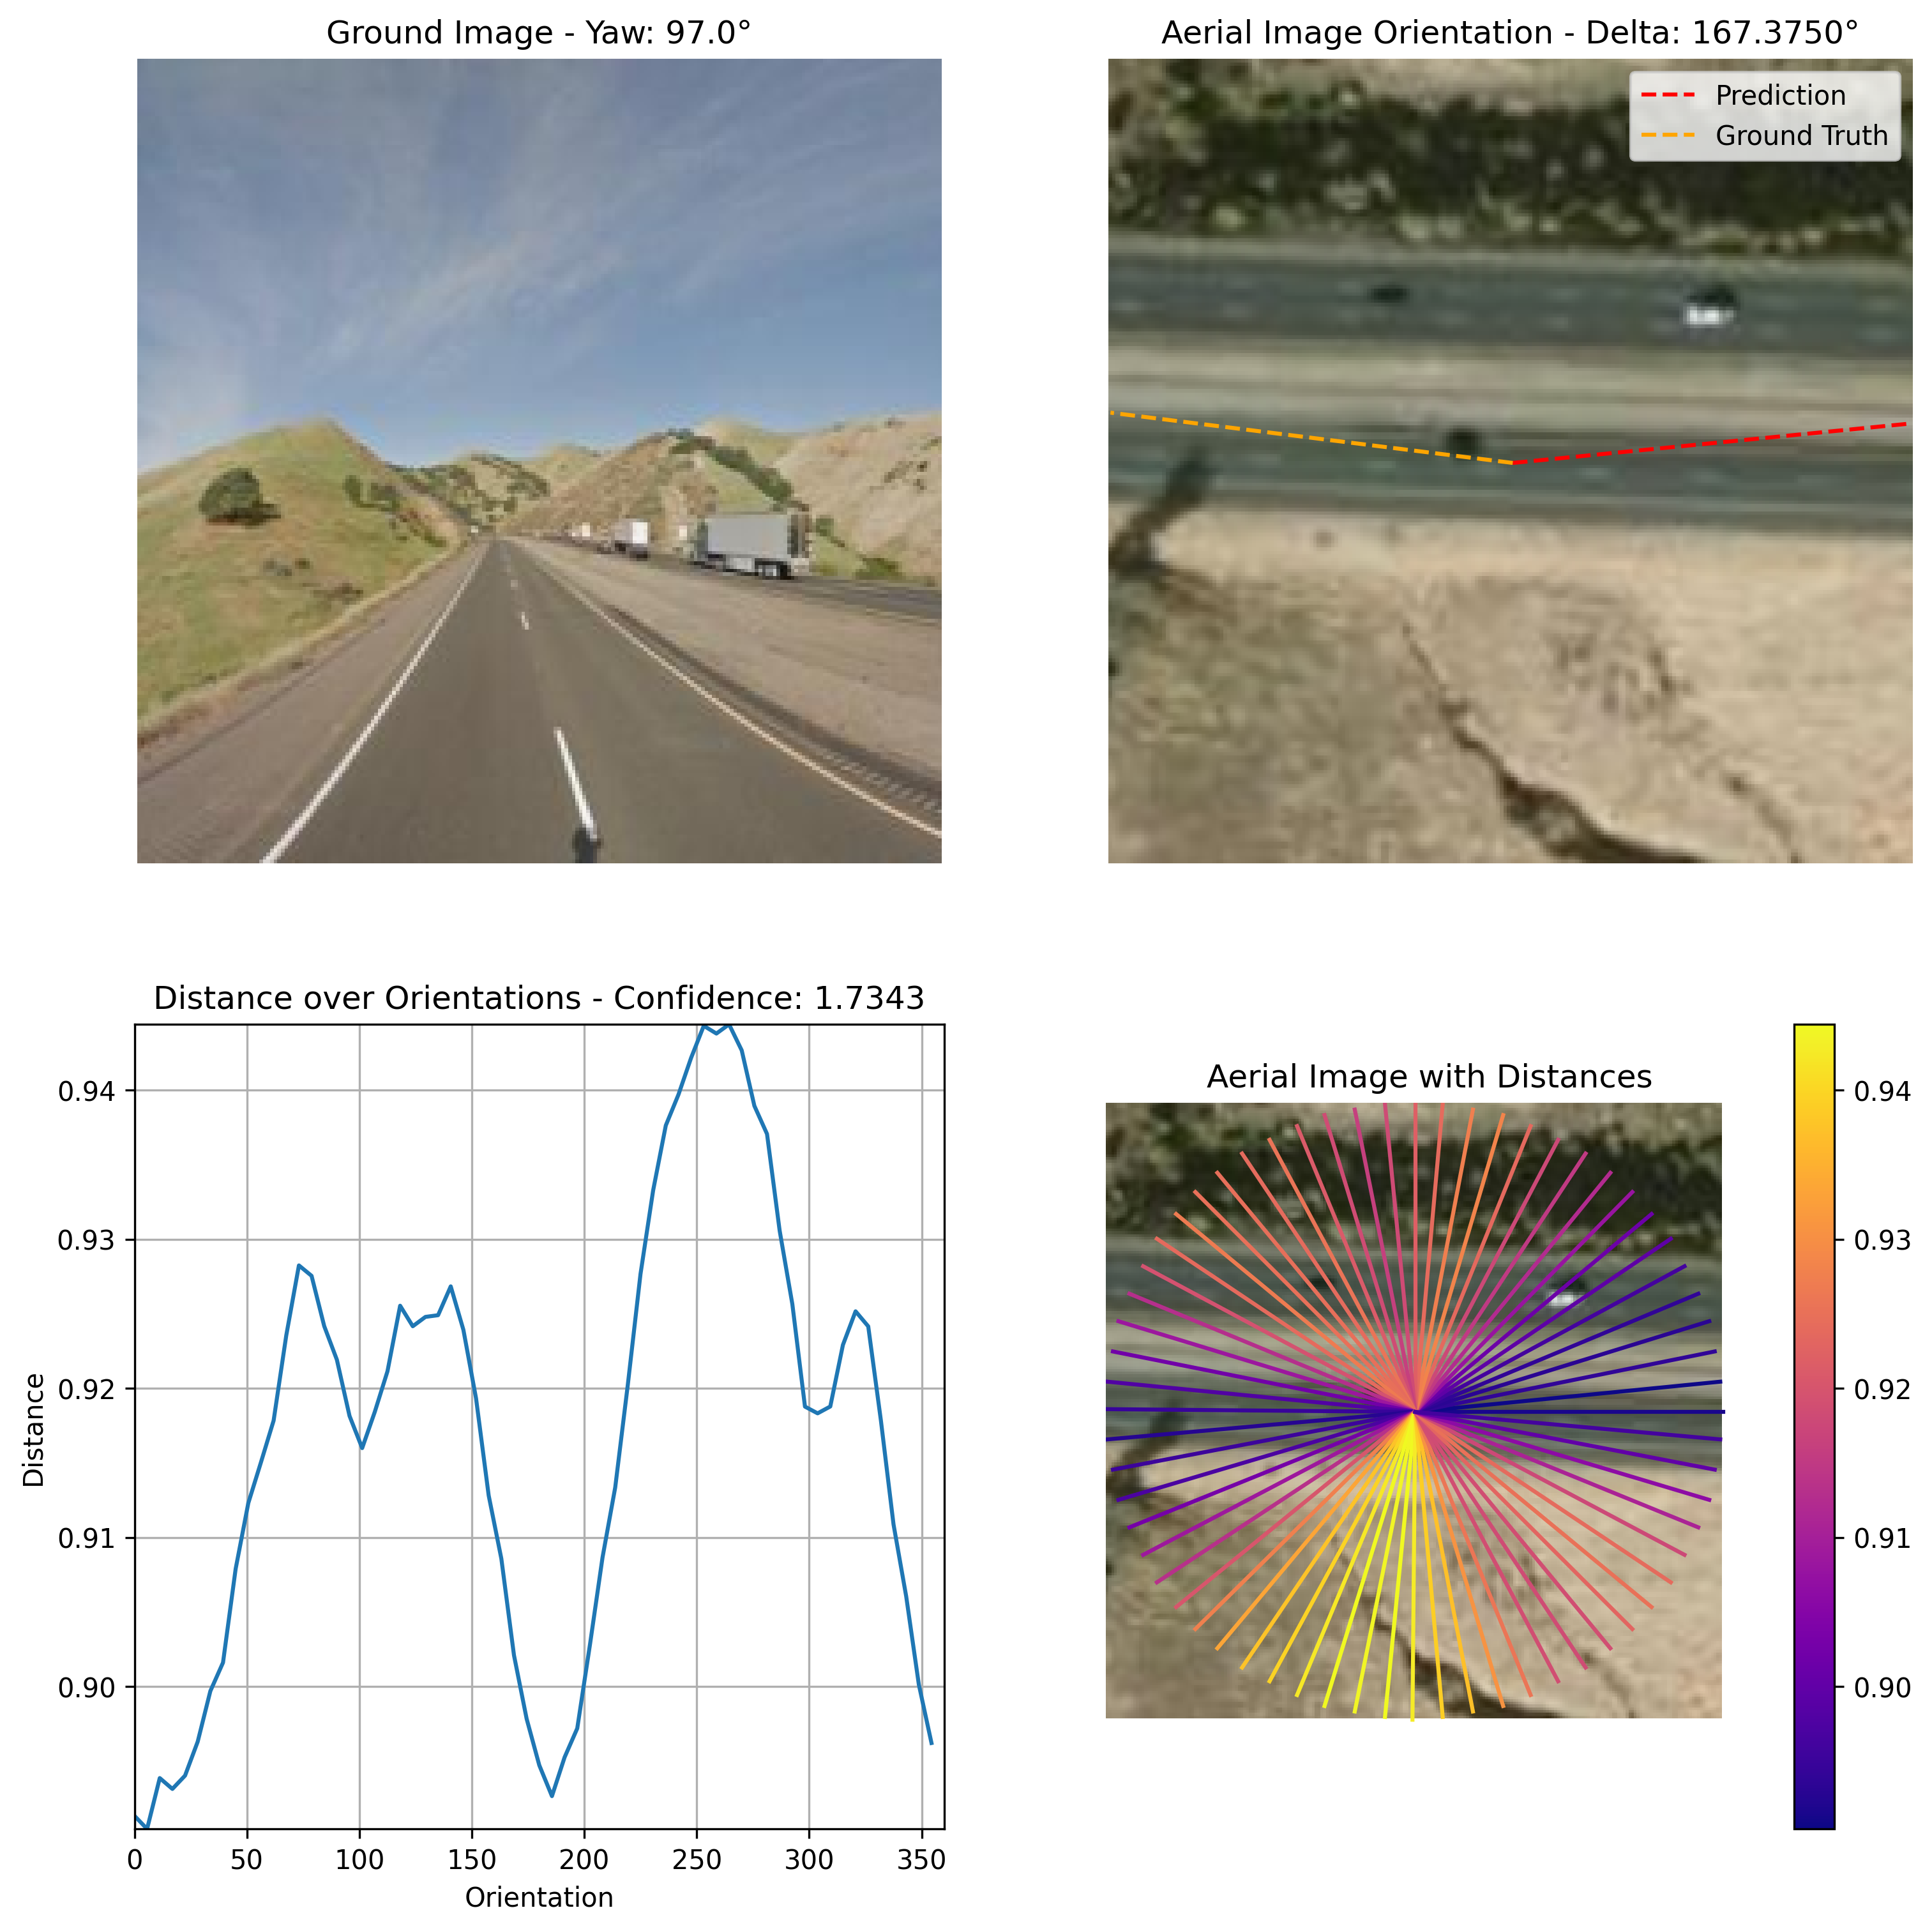 Ground Image - Yaw: 97.0°
Aerial Image Orientation - Delta: 167.3750°
Prediction
Ground Truth
Distance over Orientations - Confidence: 1.7343
0.94
0.93
0.92
0.91
0.90
Distance
0 50 100 150 200 250 300 350
Orientation
Aerial Image with Distances
0.94
0.93
0.92
0.91
0.90